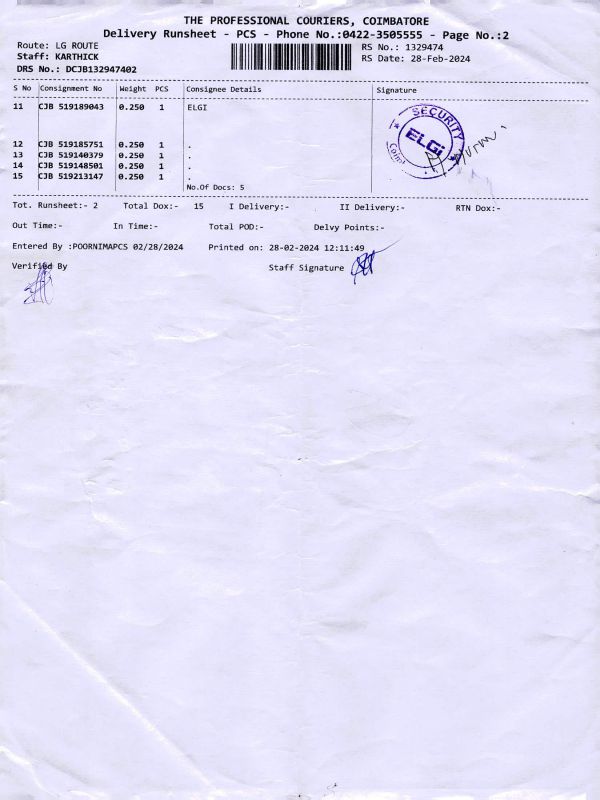 THE PROFESSIONAL COURIERS, COIMBATORE
Delivery Runsheet - PCS - Phone No.:0422-3505555 - Page No.:2
Route: LG ROUTE
Staff: KARTHICK
DRS No.: DCJB132947402
RS No.: 1329474
RS Date: 28-Feb-2024
S No Consignment No Weight PCS Consignee Details Signature
11 CJB 519189043 0.250 1 ELGI
SECURITY
ELGi
12 CJB 519185751 0.250 1 .
13 CJB 519140379 0.250 1 .
14 CJB 519148501 0.250 1 .
15 CJB 519213147 0.250 1 .
No.Of Docs: 5
Tot. Runsheet:- 2 Total Dox:- 15 I Delivery:- II Delivery:- RTN Dox:-
Out Time:- In Time:- Total POD:- Delvy Points:-
Entered By :POORNIMAPCS 02/28/2024 Printed on: 28-02-2024 12:11:49
Verified By Staff Signature